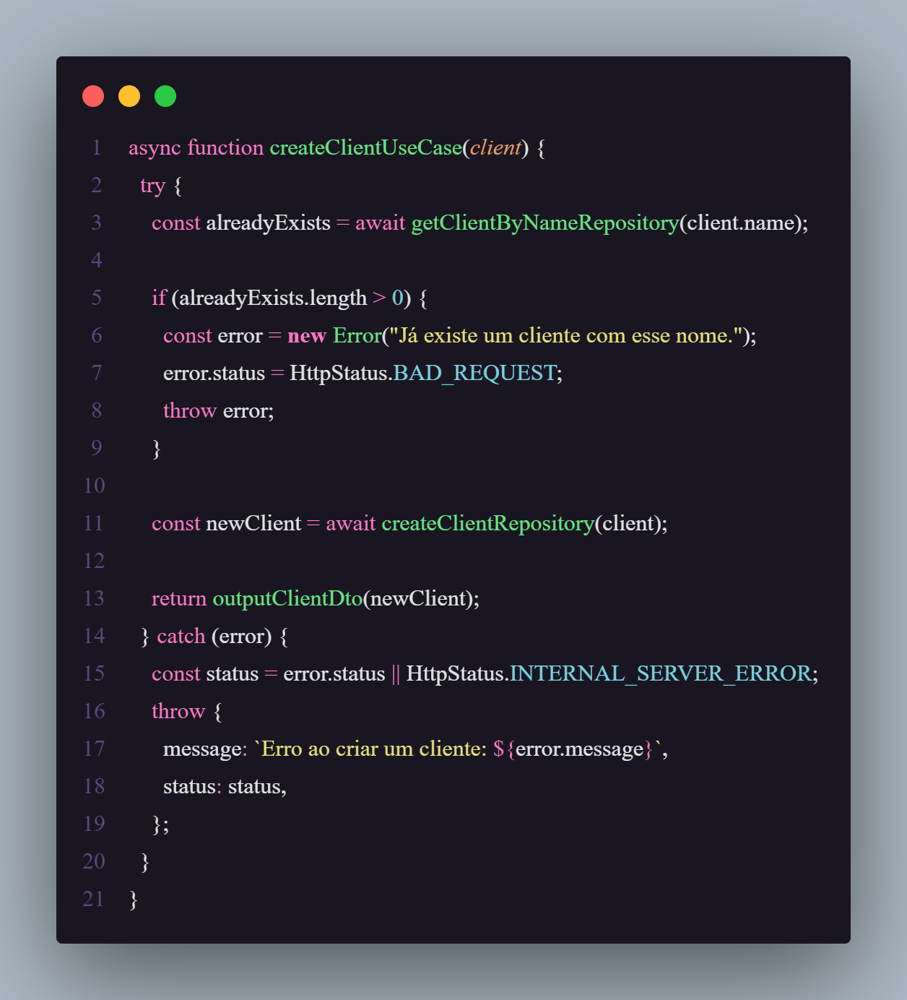 1 async function createClientUseCase(client) {
2 try {
3 const alreadyExists = await getClientByNameRepository(client.name);
4
5 if (alreadyExists.length > 0) {
6 const error = new Error("Já existe um cliente com esse nome.");
7 error.status = HttpStatus.BAD_REQUEST;
8 throw error;
9 }
10
11 const newClient = await createClientRepository(client);
12
13 return outputClientDto(newClient);
14 } catch (error) {
15 const status = error.status || HttpStatus.INTERNAL_SERVER_ERROR;
16 throw {
17 message: `Erro ao criar um cliente: ${error.message}`,
18 status: status,
19 };
20 }
21 }